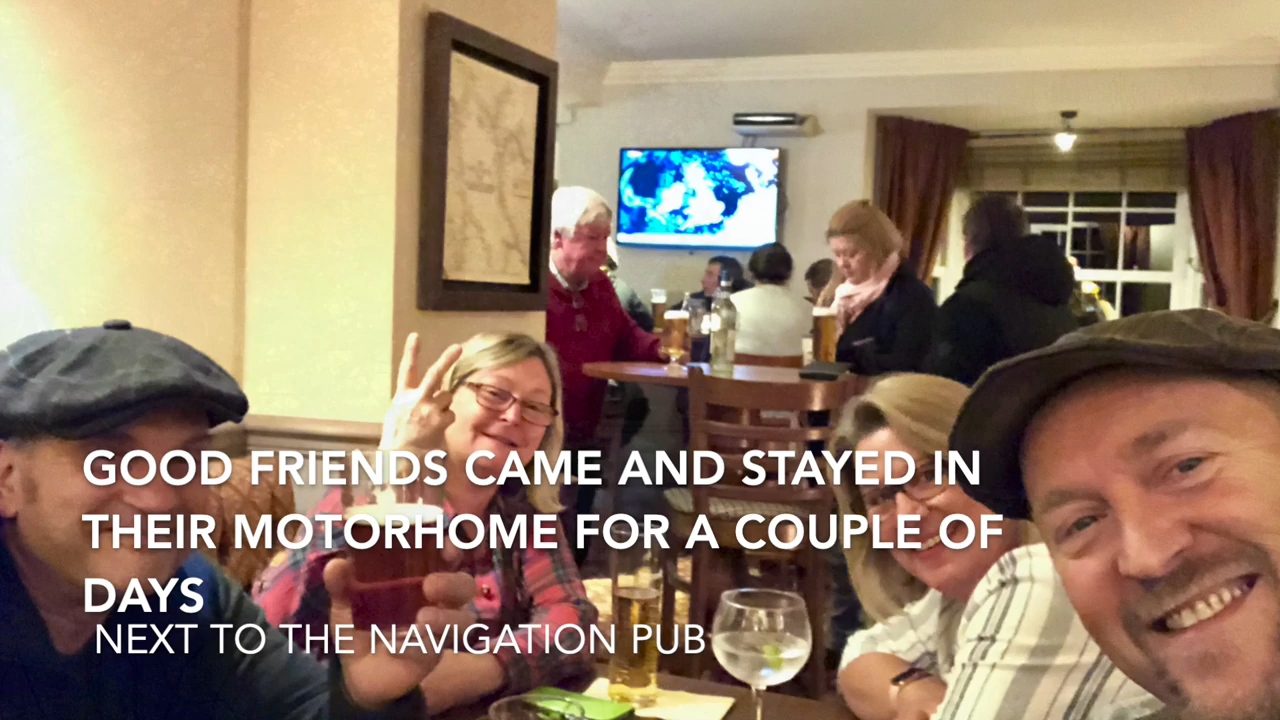 GOOD FRIENDS CAME AND STAYED IN
THEIR MOTORHOME FOR A COUPLE OF
DAYS
NEXT TO THE NAVIGATION PUB